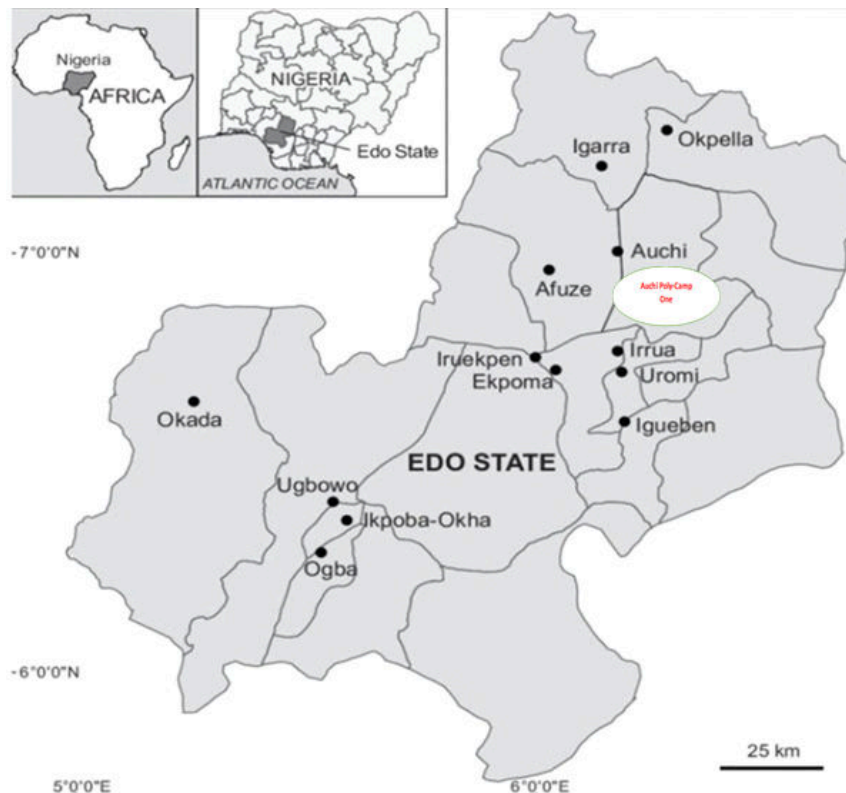 Nigeria
AFRICA
NIGERIA
Edo State
ATLANTIC OCEAN
Igarra
Okpella
-7°0'0"N
Auchi
Afuze
Auchi Poly-Camp
One
Iruekpen
Irrua
Ekpoma
Uromi
Okada
Igueben
EDO STATE
Ugbowo
Ikpoba-Okha
Ogba
-6°0'0"N
25 km
5°0'0"E
6°0'0"E